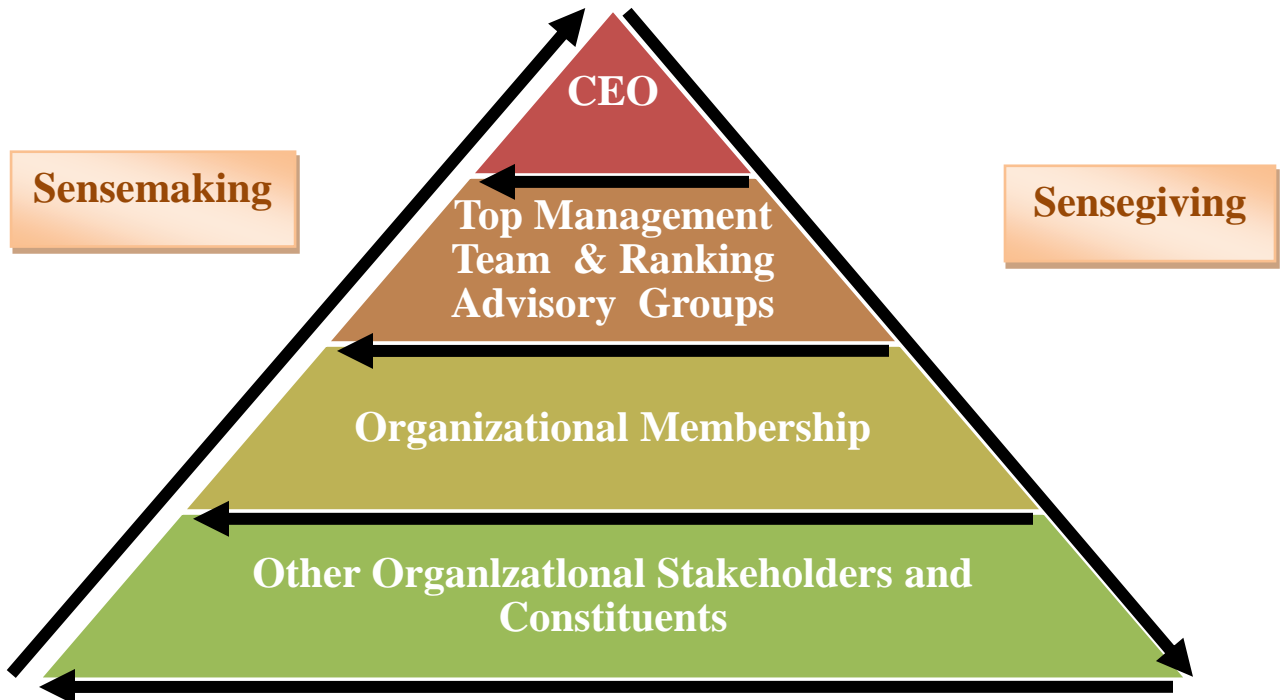 CEO
Sensemaking
Sensegiving
Top Management
Team & Ranking
Advisory Groups
Organizational Membership
Other Organlzatlonal Stakeholders and
Constituents